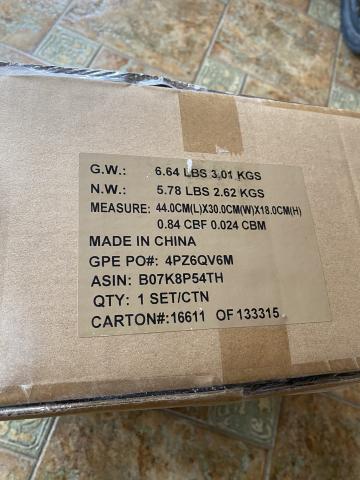 G.W.: 6.64 LBS 3.01 KGS
N.W.: 5.78 LBS 2.62 KGS
MEASURE: 44.0CM(L)X30.0CM(W)X18.0CM(H)
0.84 CBF 0.024 CBM
MADE IN CHINA
GPE PO#: 4PZ6QV6M
ASIN: B07K8P54TH
QTY: 1 SET/CTN
CARTON#:16611 OF 133315